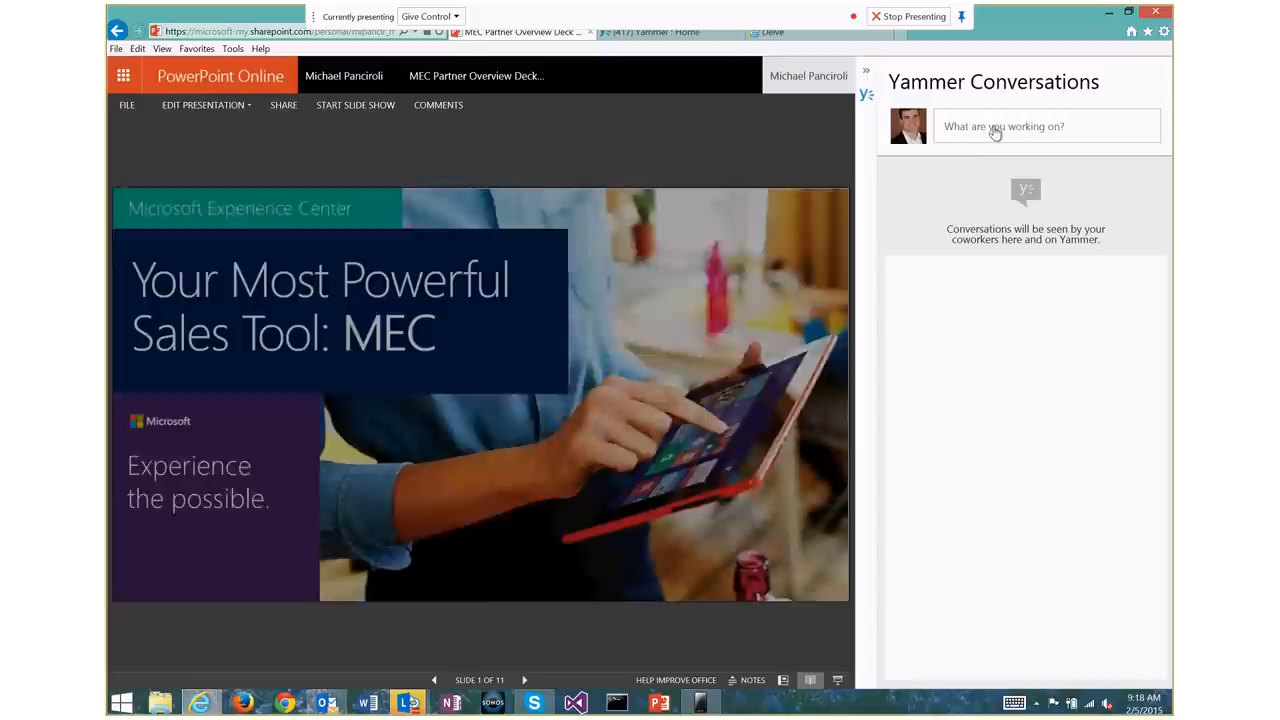 Currently presenting
Give Control
Stop Presenting
https://microsoft-my.sharepoint.com/personal/mipancir_m
MEC Partner Overview Deck ...
(417) Yammer : Home
Delve
File Edit View Favorites Tools Help
PowerPoint Online
Michael Panciroli
MEC Partner Overview Deck...
Michael Panciroli
FILE
EDIT PRESENTATION
SHARE
START SLIDE SHOW
COMMENTS
Yammer Conversations
What are you working on?
Conversations will be seen by your
coworkers here and on Yammer.
Microsoft Experience Center
Your Most Powerful
Sales Tool: MEC
Microsoft
Experience
the possible.
SLIDE 1 OF 11
HELP IMPROVE OFFICE
NOTES
SONOS
9:18 AM
2/5/2015